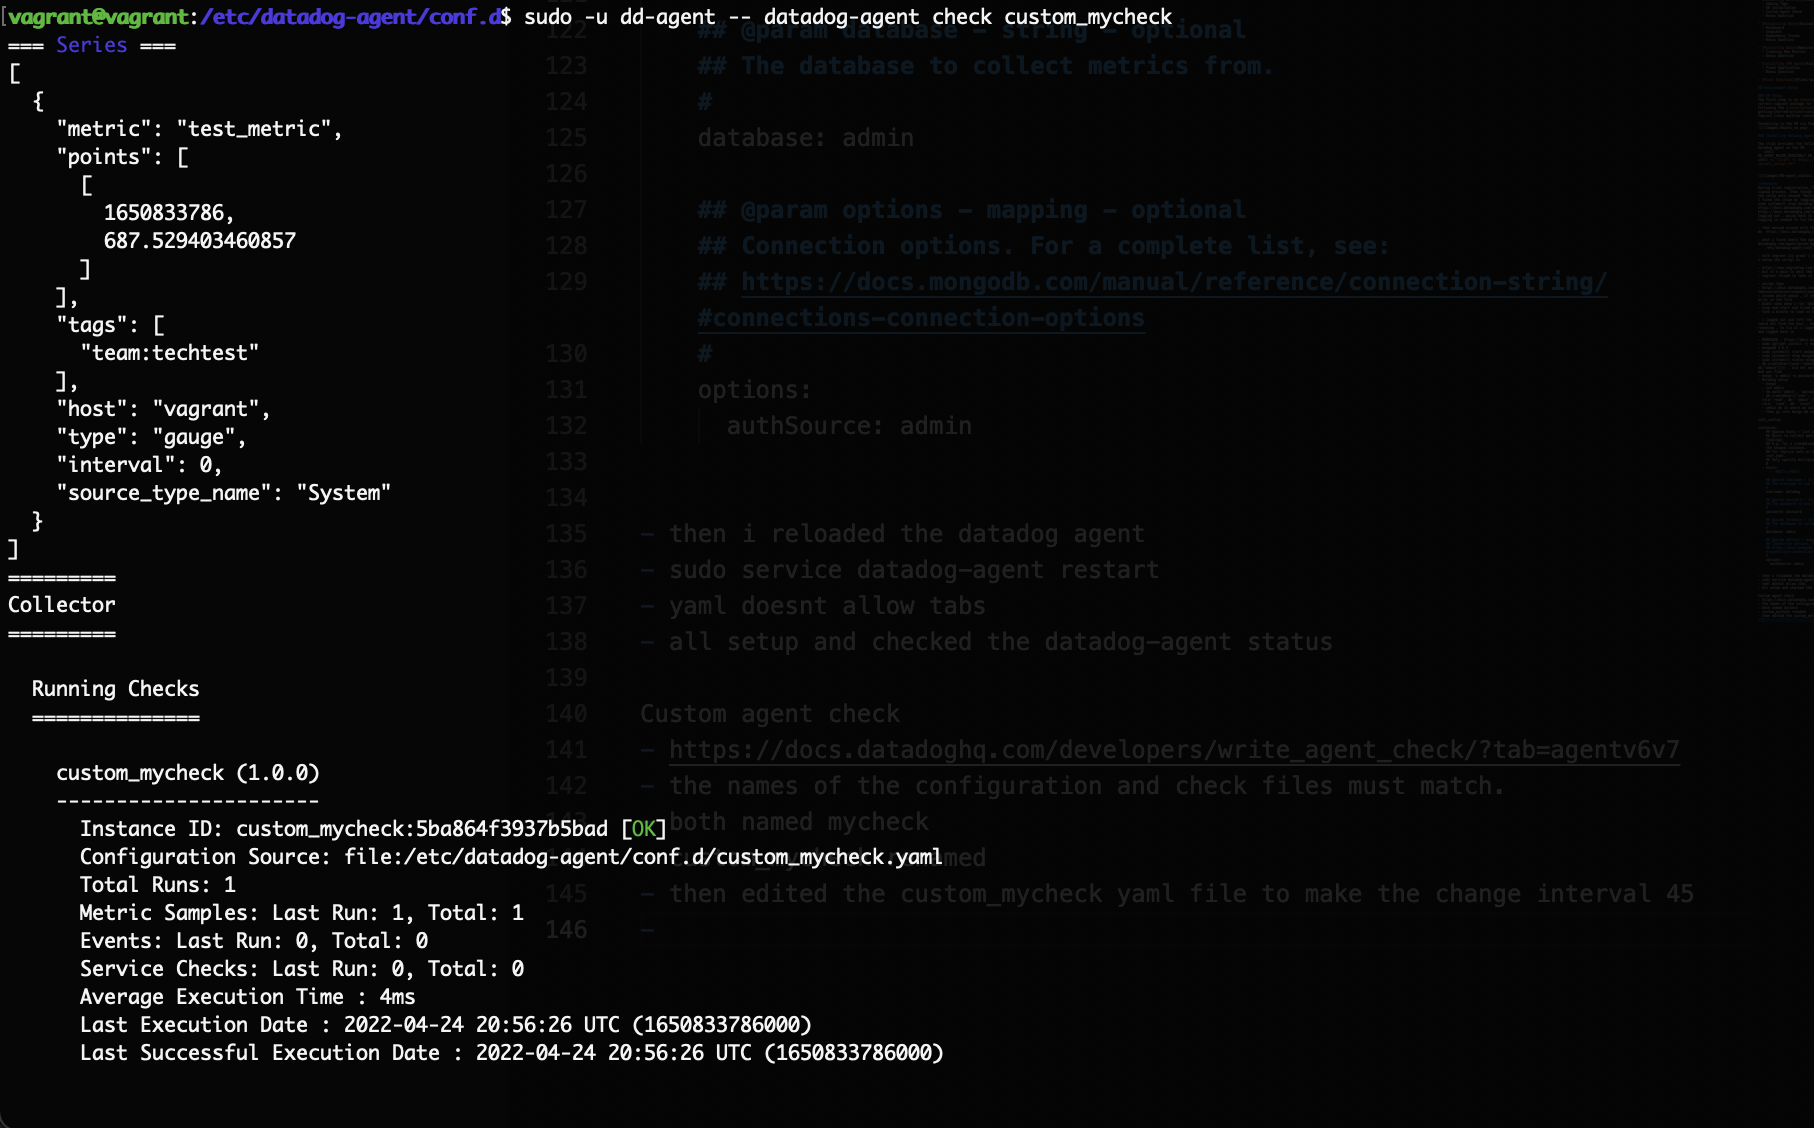 [vagrant@vagrant:/etc/datadog-agent/conf.d$ sudo -u dd-agent -- datadog-agent check custom_mycheck
=== Series ===
[
  {
    "metric": "test_metric",
    "points": [
      [
        1650833786,
        687.529403460857
      ]
    ],
    "tags": [
      "team:techtest"
    ],
    "host": "vagrant",
    "type": "gauge",
    "interval": 0,
    "source_type_name": "System"
  }
]
=========
Collector
=========
  Running Checks
  ==============
    custom_mycheck (1.0.0)
    ----------------------
      Instance ID: custom_mycheck:5ba864f3937b5bad [OK]
      Configuration Source: file:/etc/datadog-agent/conf.d/custom_mycheck.yaml
      Total Runs: 1
      Metric Samples: Last Run: 1, Total: 1
      Events: Last Run: 0, Total: 0
      Service Checks: Last Run: 0, Total: 0
      Average Execution Time : 4ms
      Last Execution Date : 2022-04-24 20:56:26 UTC (1650833786000)
      Last Successful Execution Date : 2022-04-24 20:56:26 UTC (1650833786000)
122 ## @param database - string - optional
123 ## The database to collect metrics from.
124 #
125 database: admin
126
127 ## @param options - mapping - optional
128 ## Connection options. For a complete list, see:
129 ## https://docs.mongodb.com/manual/reference/connection-string/
#connections-connection-options
130 #
131 options:
132 authSource: admin
133
134
135 - then i reloaded the datadog agent
136 - sudo service datadog-agent restart
137 - yaml doesnt allow tabs
138 - all setup and checked the datadog-agent status
139
140 Custom agent check
141 - https://docs.datadoghq.com/developers/write_agent_check/?tab=agentv6v7
142 - the names of the configuration and check files must match.
both named mycheck
145 - then edited the custom_mycheck yaml file to make the change interval 45
146 -